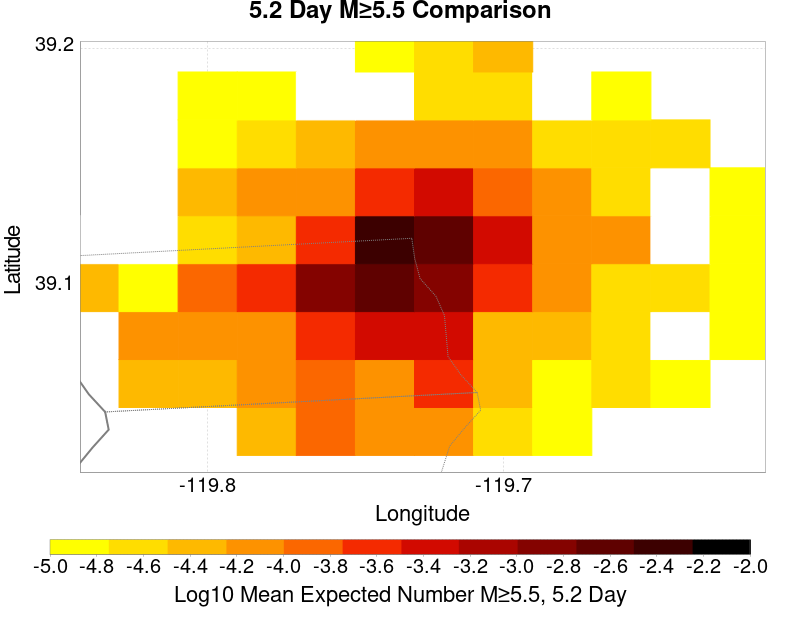 5.2 Day M≥5.5 Comparison
39.2
39.1
Latitude
-119.8 -119.7
Longitude
-5.0 -4.8 -4.6 -4.4 -4.2 -4.0 -3.8 -3.6 -3.4 -3.2 -3.0 -2.8 -2.6 -2.4 -2.2 -2.0
Log10 Mean Expected Number M≥5.5, 5.2 Day